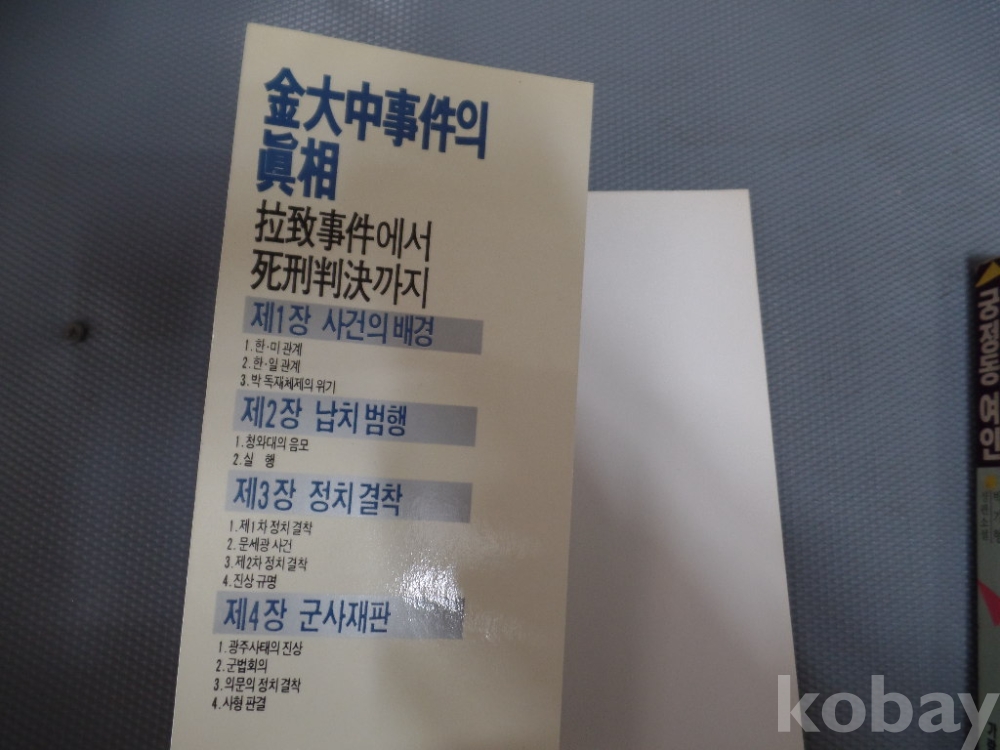 金大中事件의
眞相
拉致事件에서
死刑判決까지
제1장 사건의 배경
1. 한·미 관계
2. 한·일 관계
3. 박 독재체제의 위기
제2장 납치 범행
1. 청와대의 음모
2. 실 행
제3장 정치 결착
1. 제1차 정치 결착
2. 문세광 사건
3. 제2차 정치 결착
4. 진상 규명
제4장 군사재판
1. 광주사태의 진상
2. 군법회의
3. 의문의 정치 결착
4. 사형 판결
kobay